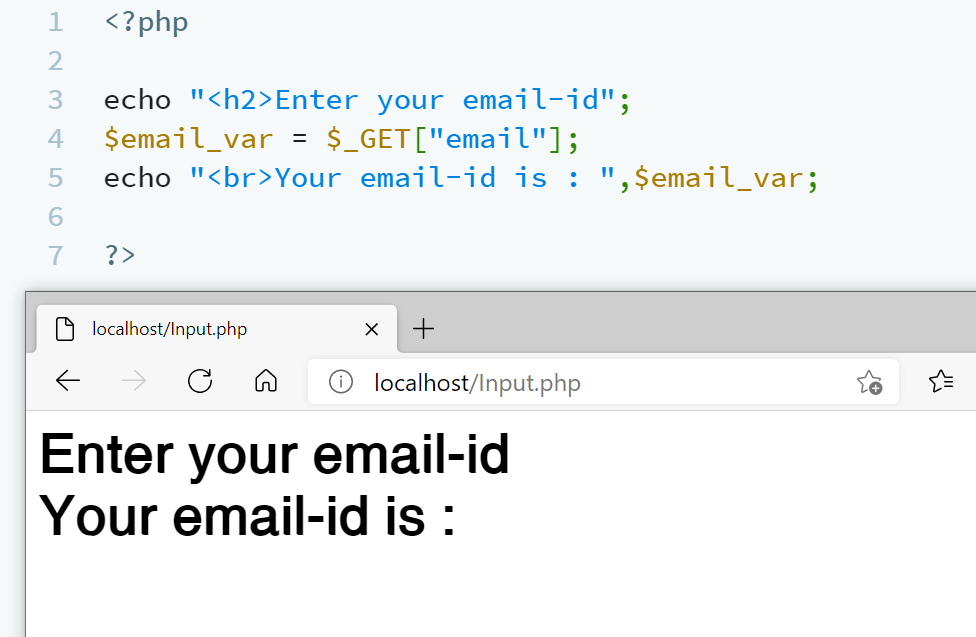 1 <?php
2
3 echo "<h2>Enter your email-id";
4 $email_var = $_GET["email"];
5 echo "<br>Your email-id is : ",$email_var;
6
7 ?>
localhost/Input.php
localhost/Input.php
Enter your email-id
Your email-id is :